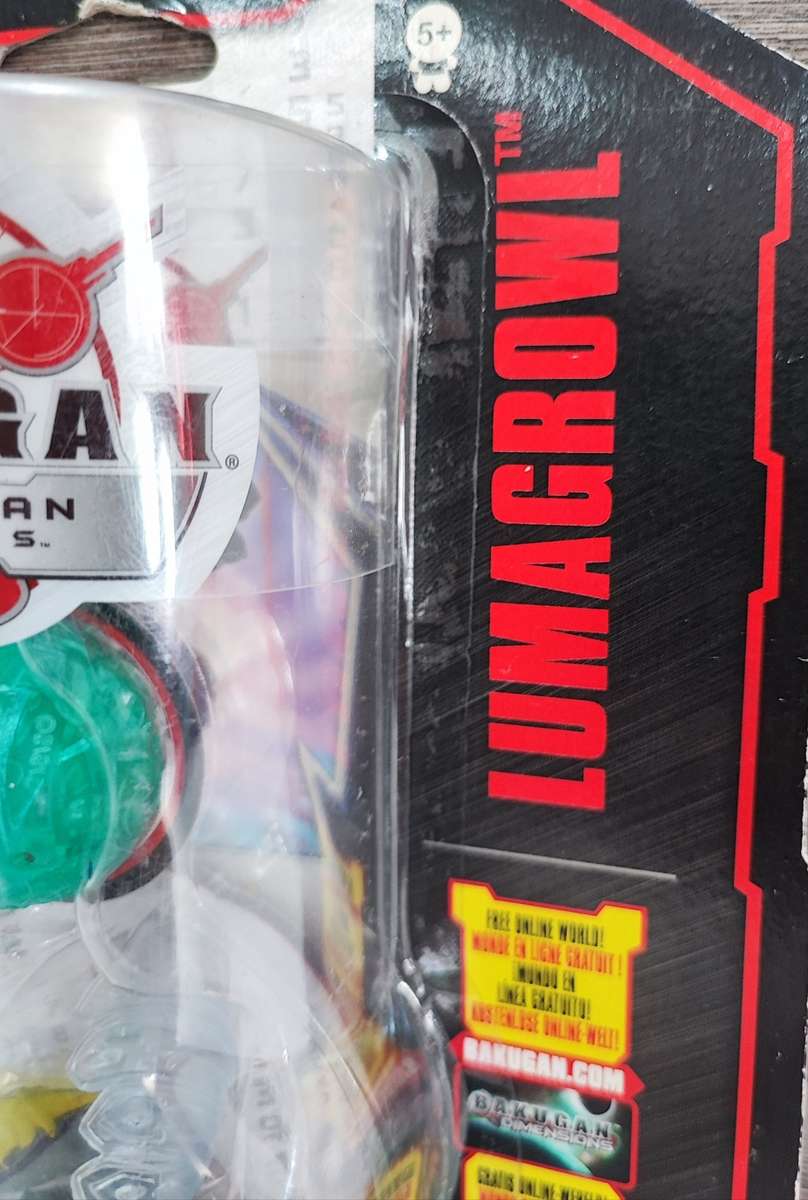 5+
LUMAGROWL™
GAN®
AN
S™
FREE ONLINE WORLD!
MONDE EN LIGNE GRATUIT !
¡MUNDO EN
LÍNEA GRATUITO!
KOSTENLOSE ONLINE-WELT!
BAKUGAN.COM
BAKUGAN
DIMENSIONS